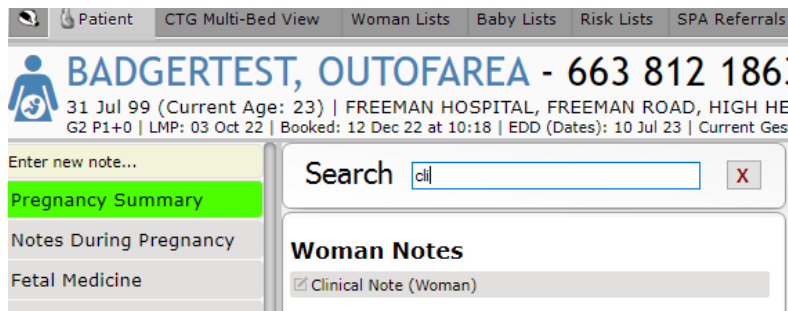 Patient CTG Multi-Bed View Woman Lists Baby Lists Risk Lists SPA Referrals
BADGERTEST, OUTOFAREA - 663 812 1863
31 Jul 99 (Current Age: 23) | FREEMAN HOSPITAL, FREEMAN ROAD, HIGH HE
G2 P1+0 | LMP: 03 Oct 22 | Booked: 12 Dec 22 at 10:18 | EDD (Dates): 10 Jul 23 | Current Ges
Enter new note...
Pregnancy Summary
Notes During Pregnancy
Fetal Medicine
Search cli X
Woman Notes
Clinical Note (Woman)